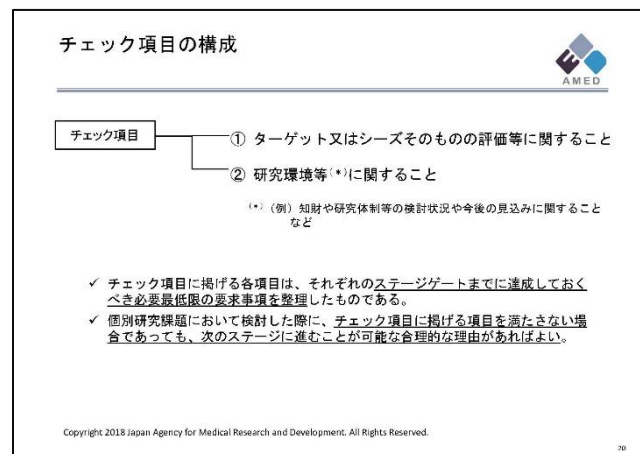 チェック項目の構成
AMED
チェック項目
① ターゲット又はシーズそのものの評価等に関すること
② 研究環境等(*)に関すること
(*)（例）知財や研究体制等の検討状況や今後の見込みに関すること
など
✓ チェック項目に掲げる各項目は、それぞれのステージゲートまでに達成しておく
べき必要最低限の要求事項を整理したものである。
✓ 個別研究課題において検討した際に、チェック項目に掲げる項目を満たさない場
合であっても、次のステージに進むことが可能な合理的な理由があればよい。
Copyright 2018 Japan Agency for Medical Research and Development. All Rights Reserved.
20